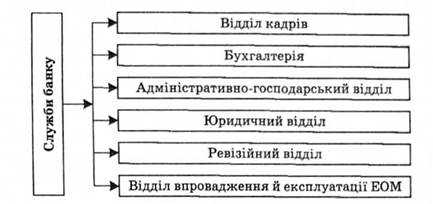 Служби банку
Відділ кадрів
Бухгалтерія
Адміністративно-господарський відділ
Юридичний відділ
Ревізійний відділ
Відділ впровадження й експлуатації ЕОМ